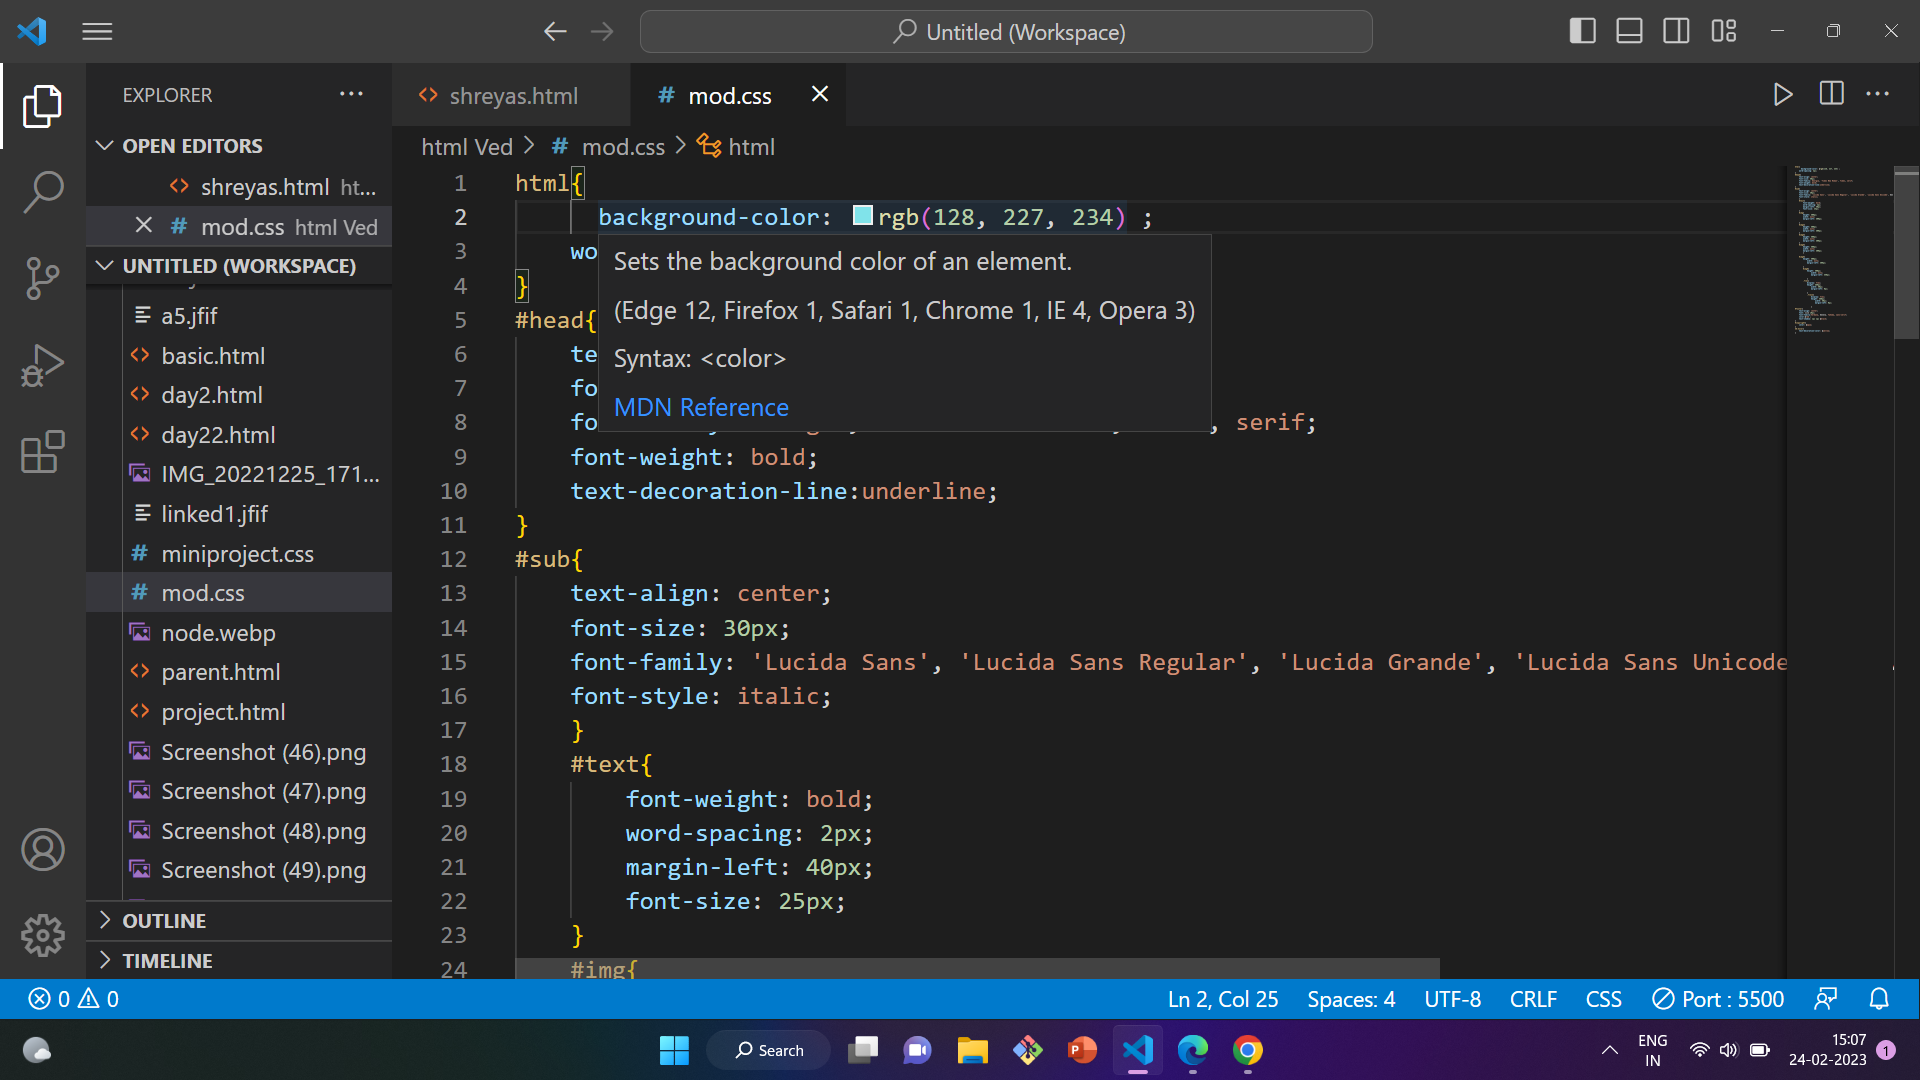 Untitled (Workspace)
EXPLORER
OPEN EDITORS
shreyas.html ht...
mod.css html Ved
UNTITLED (WORKSPACE)
a5.jfif
basic.html
day2.html
day22.html
IMG_20221225_171...
linked1.jfif
miniproject.css
mod.css
node.webp
parent.html
project.html
Screenshot (46).png
Screenshot (47).png
Screenshot (48).png
Screenshot (49).png
OUTLINE
TIMELINE
shreyas.html
mod.css
html Ved > # mod.css > html
1 html{
2 background-color: rgb(128, 227, 234) ;
3 wo
4 }
5 #head{
6 te
7 fo
8 fo , serif;
9 font-weight: bold;
10 text-decoration-line:underline;
11 }
12 #sub{
13 text-align: center;
14 font-size: 30px;
15 font-family: 'Lucida Sans', 'Lucida Sans Regular', 'Lucida Grande', 'Lucida Sans Unicode
16 font-style: italic;
17 }
18 #text{
19 font-weight: bold;
20 word-spacing: 2px;
21 margin-left: 40px;
22 font-size: 25px;
23 }
24 #img{
Sets the background color of an element.
(Edge 12, Firefox 1, Safari 1, Chrome 1, IE 4, Opera 3)
Syntax: <color>
MDN Reference
0 0
Ln 2, Col 25 Spaces: 4 UTF-8 CRLF CSS Port : 5500
Search
ENG
IN
15:07
24-02-2023
1